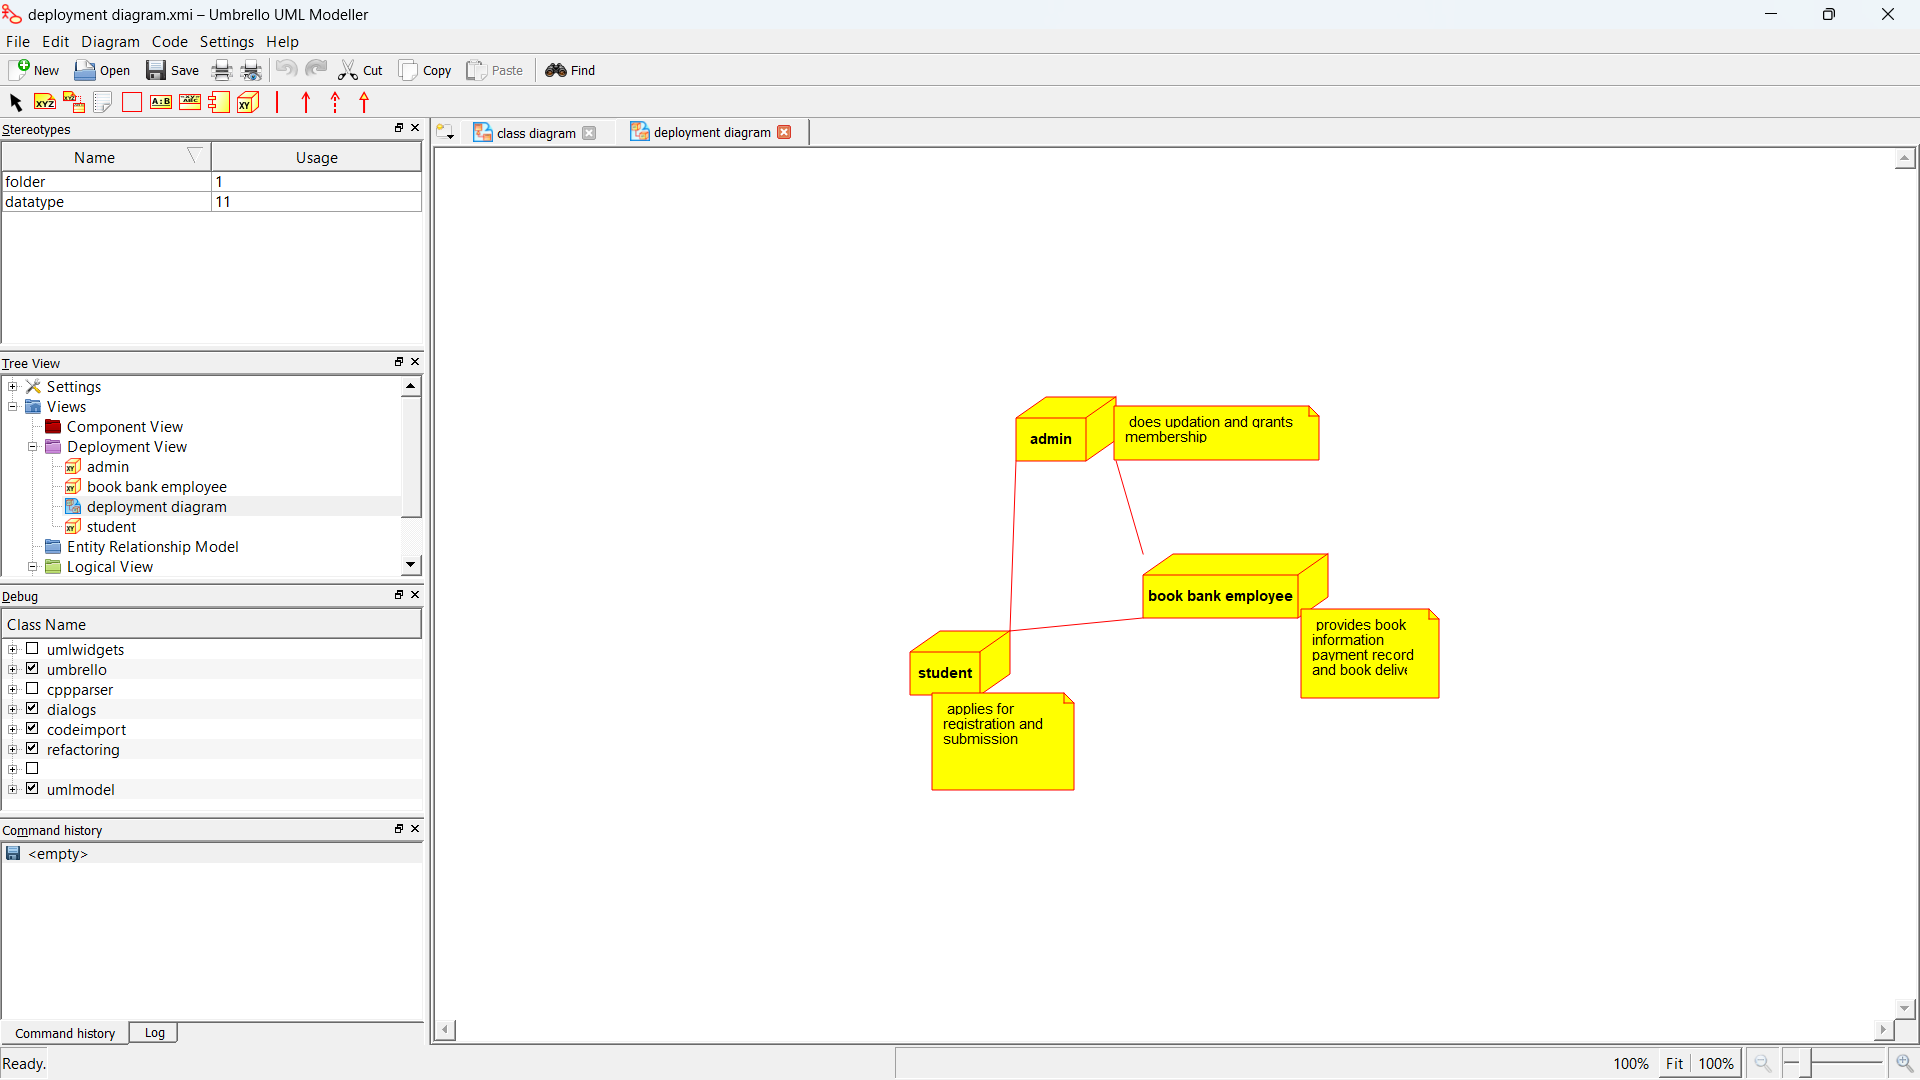 deployment diagram.xmi – Umbrello UML Modeller
File Edit Diagram Code Settings Help
New Open Save Cut Copy Paste Find
XYZ XYZ A:B ABC XY
Stereotypes
class diagram deployment diagram
Name Usage
folder 1
datatype 11
Tree View
Settings
Views
Component View
Deployment View
admin
book bank employee
deployment diagram
student
Entity Relationship Model
Logical View
admin
does updation and grants
membership
book bank employee
provides book
information
payment record
and book delive
student
applies for
registration and
submission
Debug
Class Name
umlwidgets
umbrello
cppparser
dialogs
codeimport
refactoring
umlmodel
Command history
<empty>
Command history Log
Ready.
100% Fit 100%